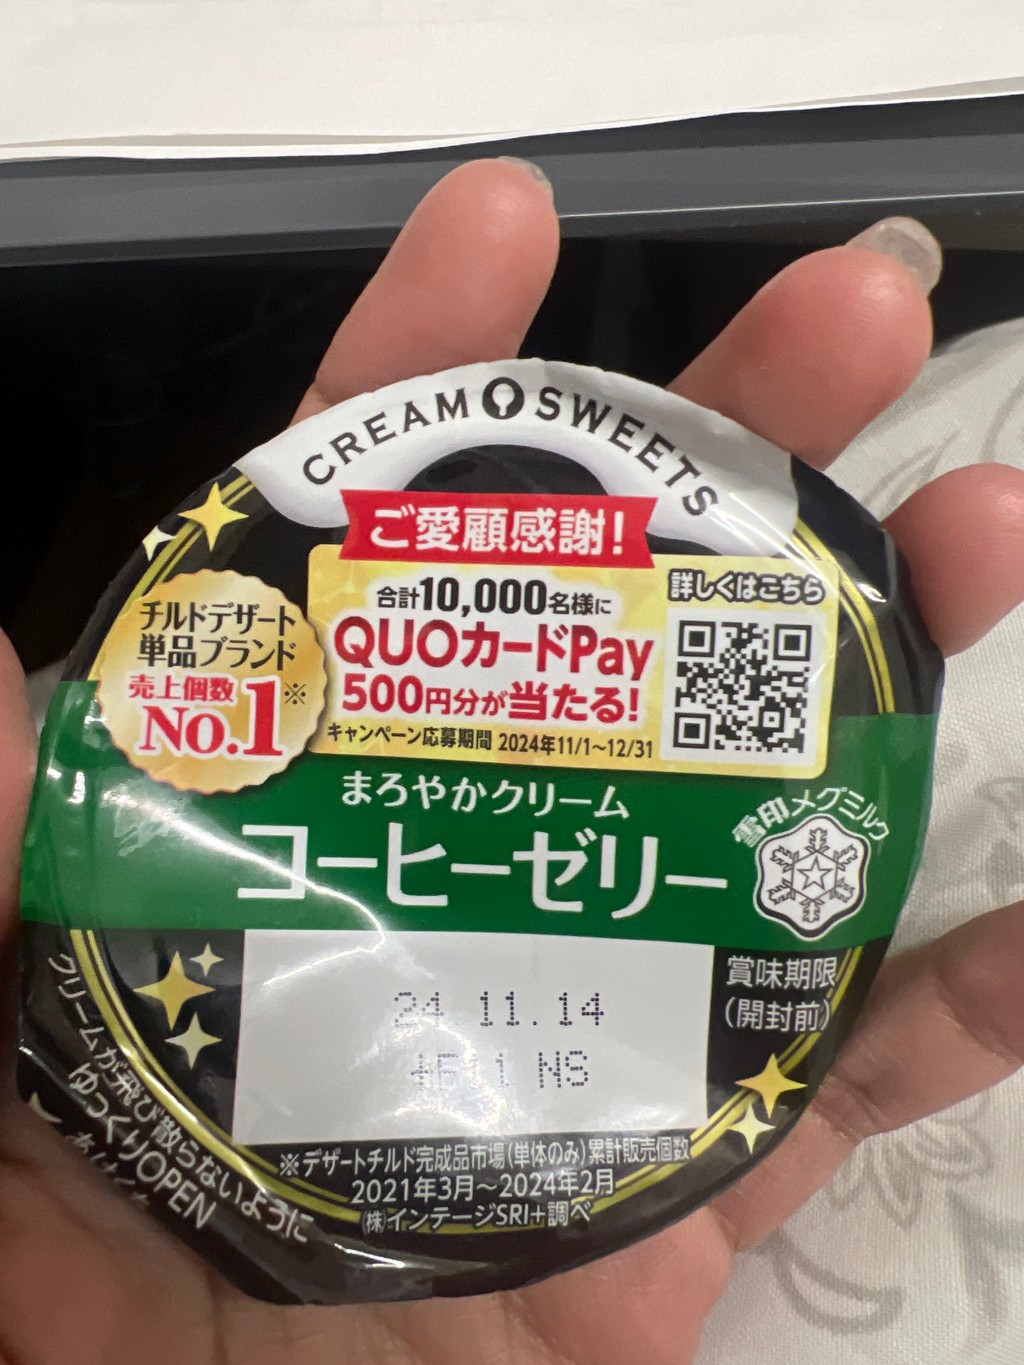 CREAM SWEETS
ご愛顧感謝!
合計10,000名様に
QUOカードPay
500円分が当たる!
キャンペーン応募期間 2024年11/1~12/31
詳しくはこちら
チルドデザート
単品ブランド
売上個数
No.1※
まろやかクリーム
コーヒーゼリー
雪印メグミルク
賞味期限
(開封前)
24.11.14
NS
※デザートチルド完成品市場(単体のみ)累計販売個数
2021年3月~2024年2月
(株)インテージSRI+調べ
クリームが飛び散らないように
ゆっくりOPEN